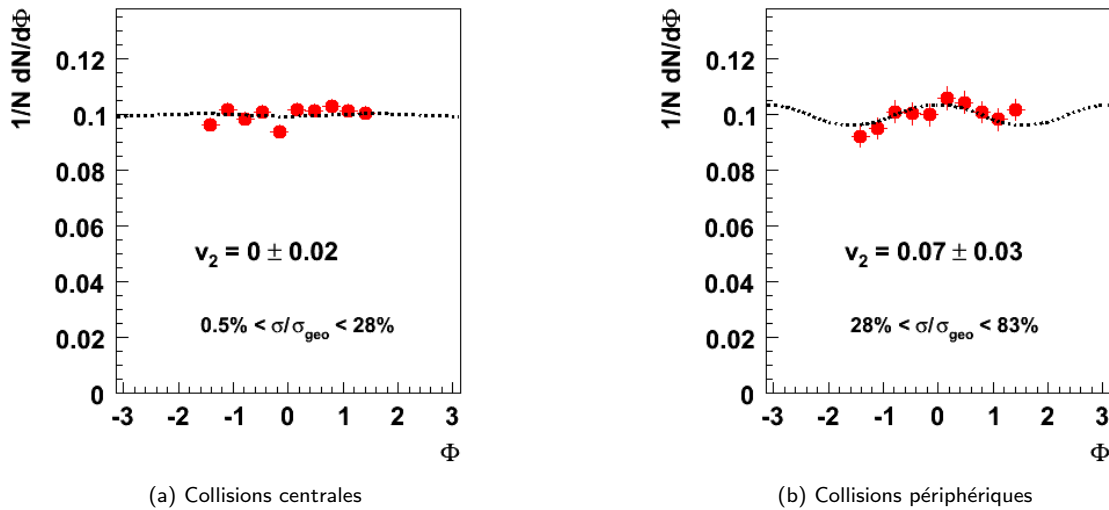 1/N dN/dΦ
0.12
0.1
0.08
0.06
0.04
0.02
0
v₂ = 0 ± 0.02
0.5% < σ/σgeo < 28%
-3 -2 -1 0 1 2 3
Φ
(a) Collisions centrales
1/N dN/dΦ
0.12
0.1
0.08
0.06
0.04
0.02
0
v₂ = 0.07 ± 0.03
28% < σ/σgeo < 83%
-3 -2 -1 0 1 2 3
Φ
(b) Collisions périphériques